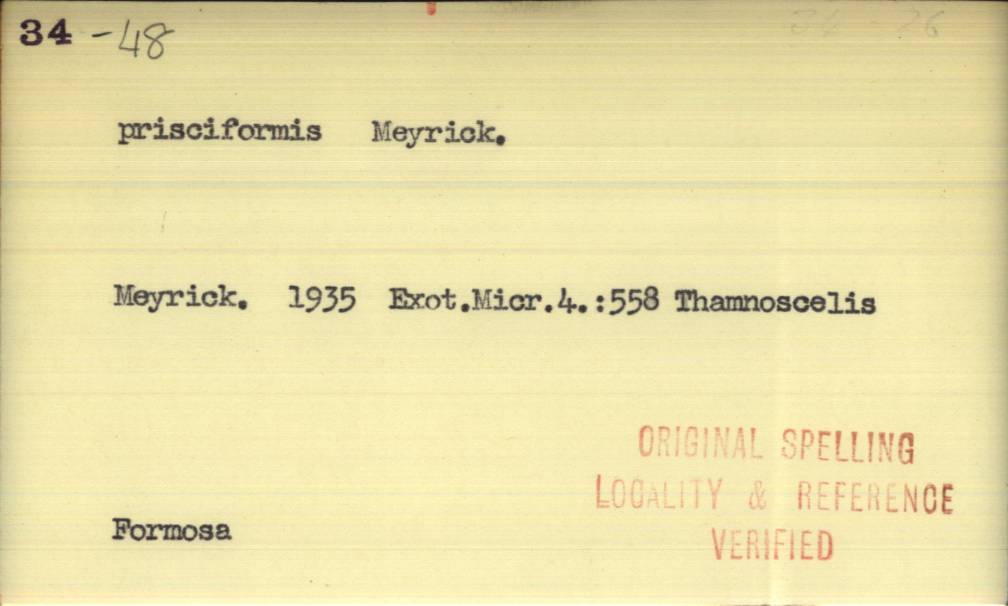 34 - 48
prisciformis Meyrick.
Meyrick. 1935 Exot.Micr.4.:558 Thamnoscelis
ORIGINAL SPELLING
LOCALITY & REFERENCE
VERIFIED
Formosa